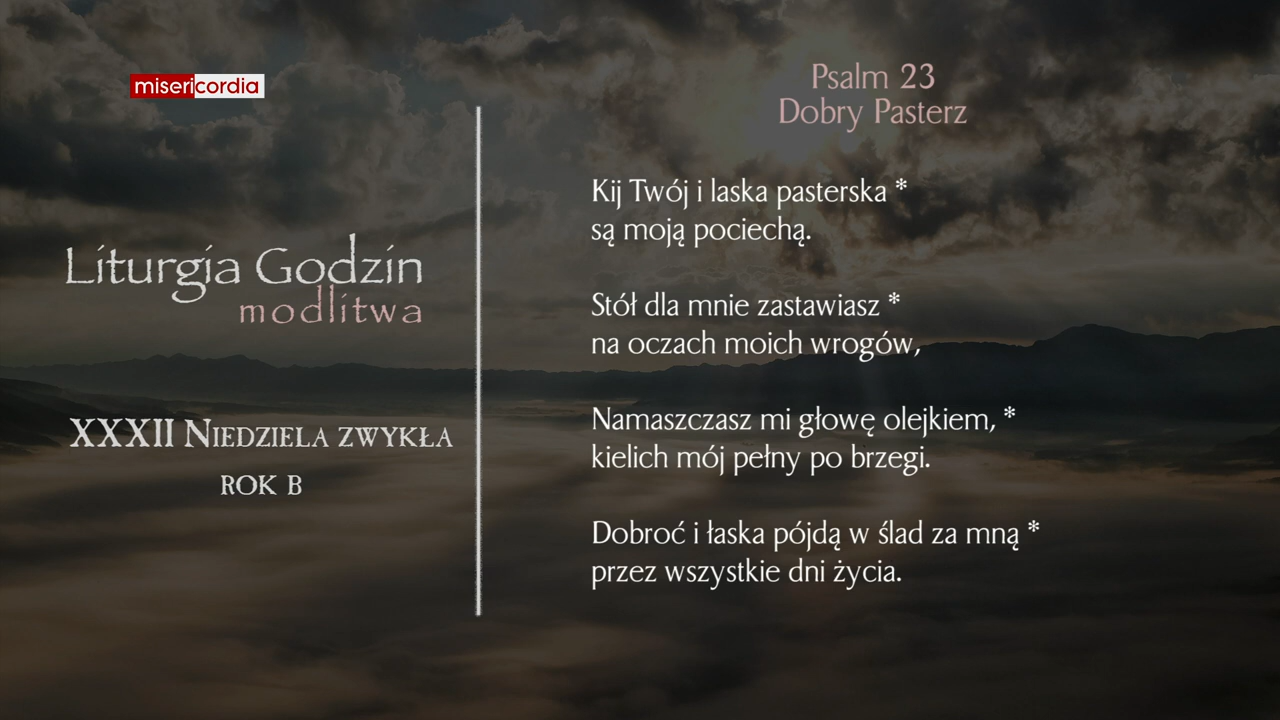 misericordia
Liturgia Godzin
modlitwa
XXXII Niedziela zwykła
rok B
Psalm 23
Dobry Pasterz
Kij Twój i laska pasterska *
są moją pociechą.
Stół dla mnie zastawiasz *
na oczach moich wrogów,
Namaszczasz mi głowę olejkiem, *
kielich mój pełny po brzegi.
Dobroć i łaska pójdą w ślad za mną *
przez wszystkie dni życia.